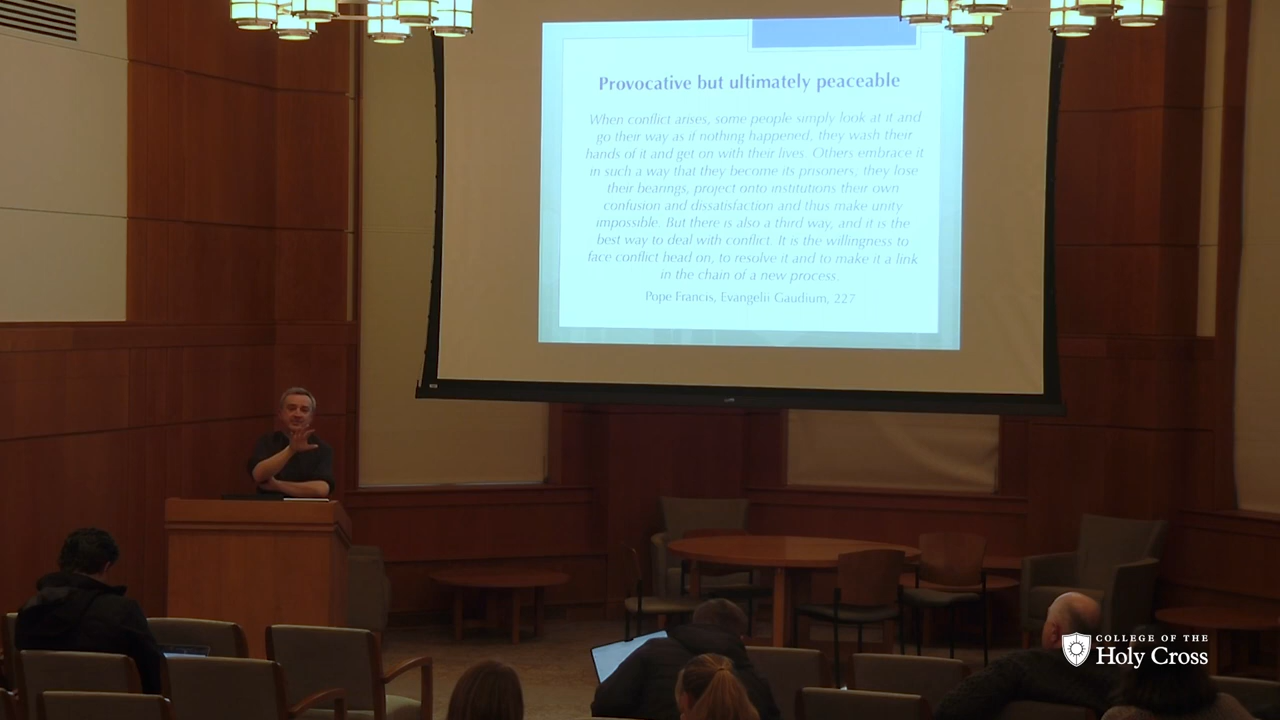 Provocative but ultimately peaceable
When conflict arises, some people simply look at it and
go their way as if nothing happened, they wash their
hands of it and get on with their lives. Others embrace it
in such a way that they become its prisoners; they lose
their bearings, project onto institutions their own
confusion and dissatisfaction and thus make unity
impossible. But there is also a third way, and it is the
best way to deal with conflict. It is the willingness to
face conflict head on, to resolve it and to make it a link
in the chain of a new process.
Pope Francis, Evangelii Gaudium, 227
COLLEGE OF THE
Holy Cross